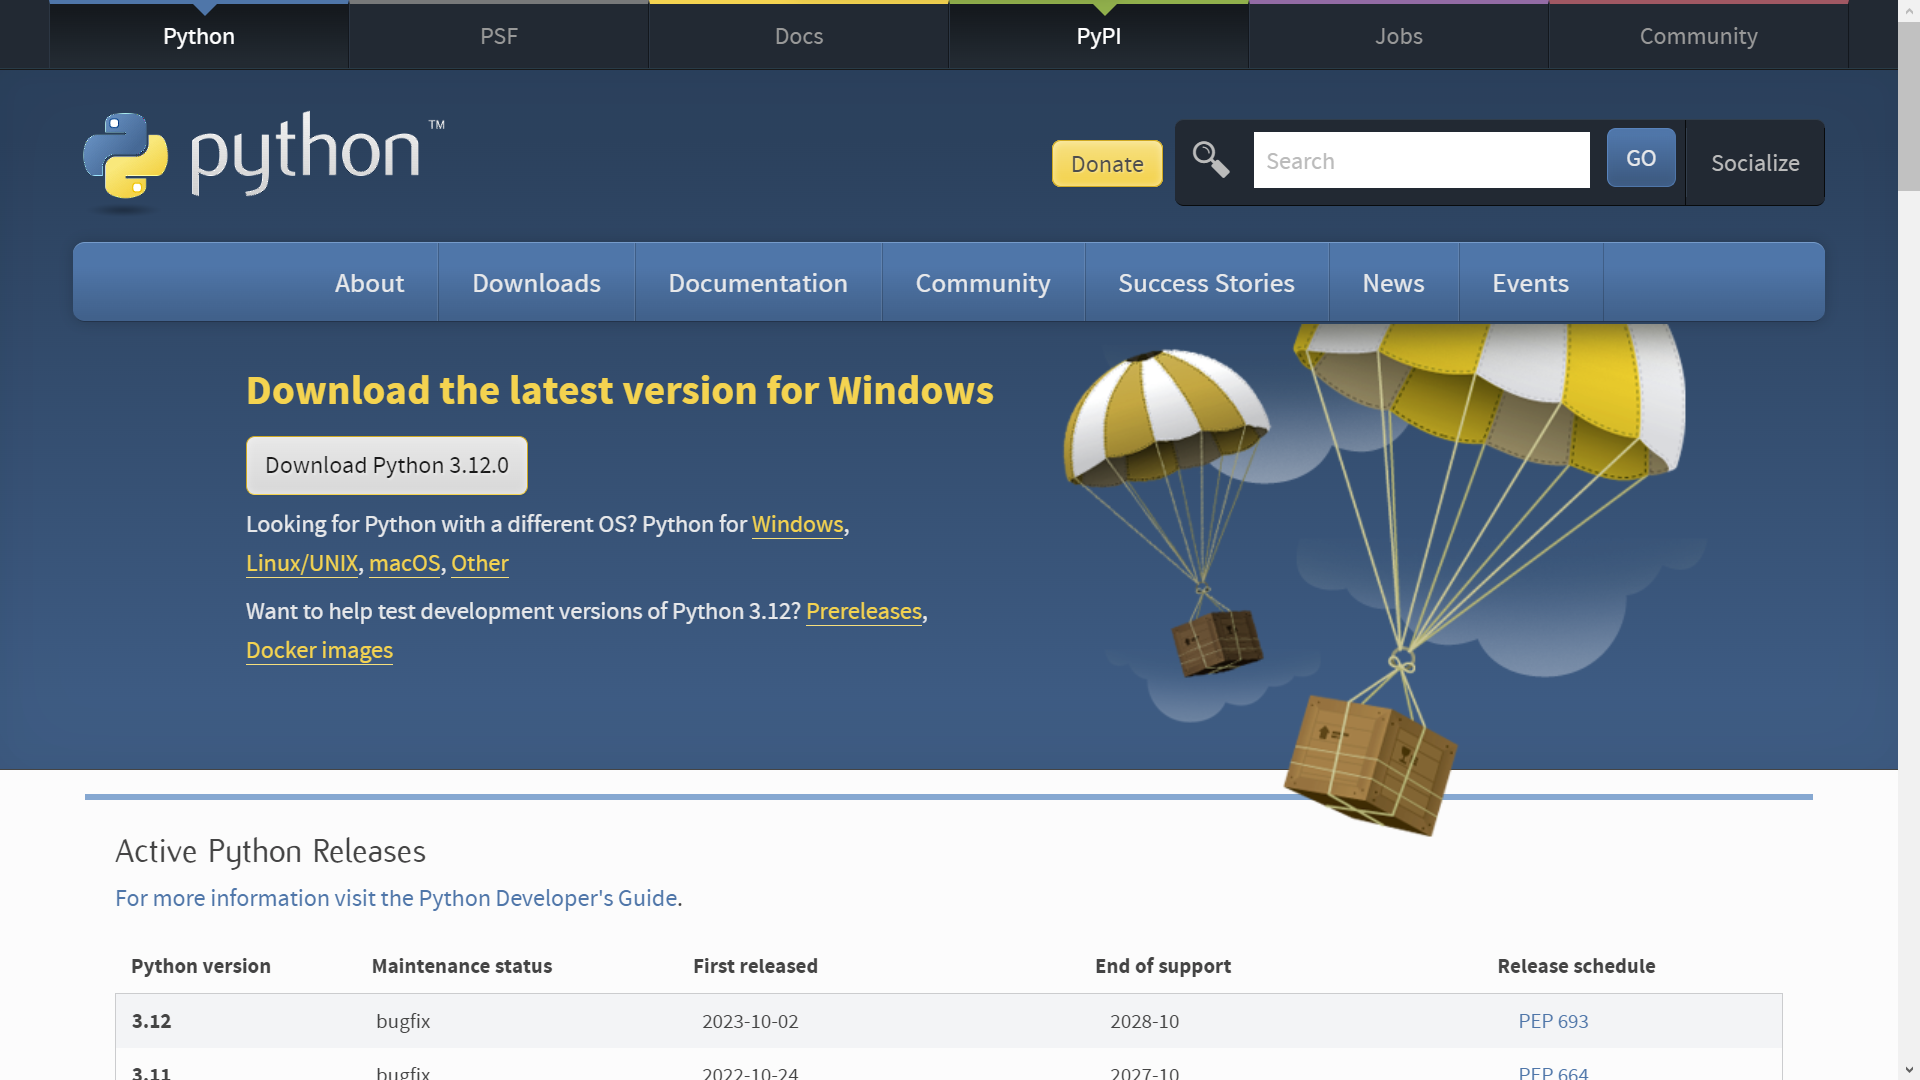 Python PSF Docs PyPI Jobs Community
python™
Donate Search GO Socialize
About Downloads Documentation Community Success Stories News Events
Download the latest version for Windows
Download Python 3.12.0
Looking for Python with a different OS? Python for Windows,
Linux/UNIX, macOS, Other
Want to help test development versions of Python 3.12? Prereleases,
Docker images
Active Python Releases
For more information visit the Python Developer's Guide.
Python version Maintenance status First released End of support Release schedule
3.12 bugfix 2023-10-02 2028-10 PEP 693
3.11 bugfix 2022-10-24 2027-10 PEP 664